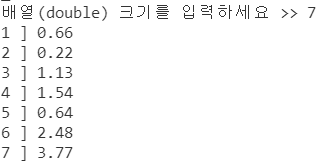 배열(double) 크기를 입력하세요 >> 7
1 ] 0.66
2 ] 0.22
3 ] 1.13
4 ] 1.54
5 ] 0.64
6 ] 2.48
7 ] 3.77